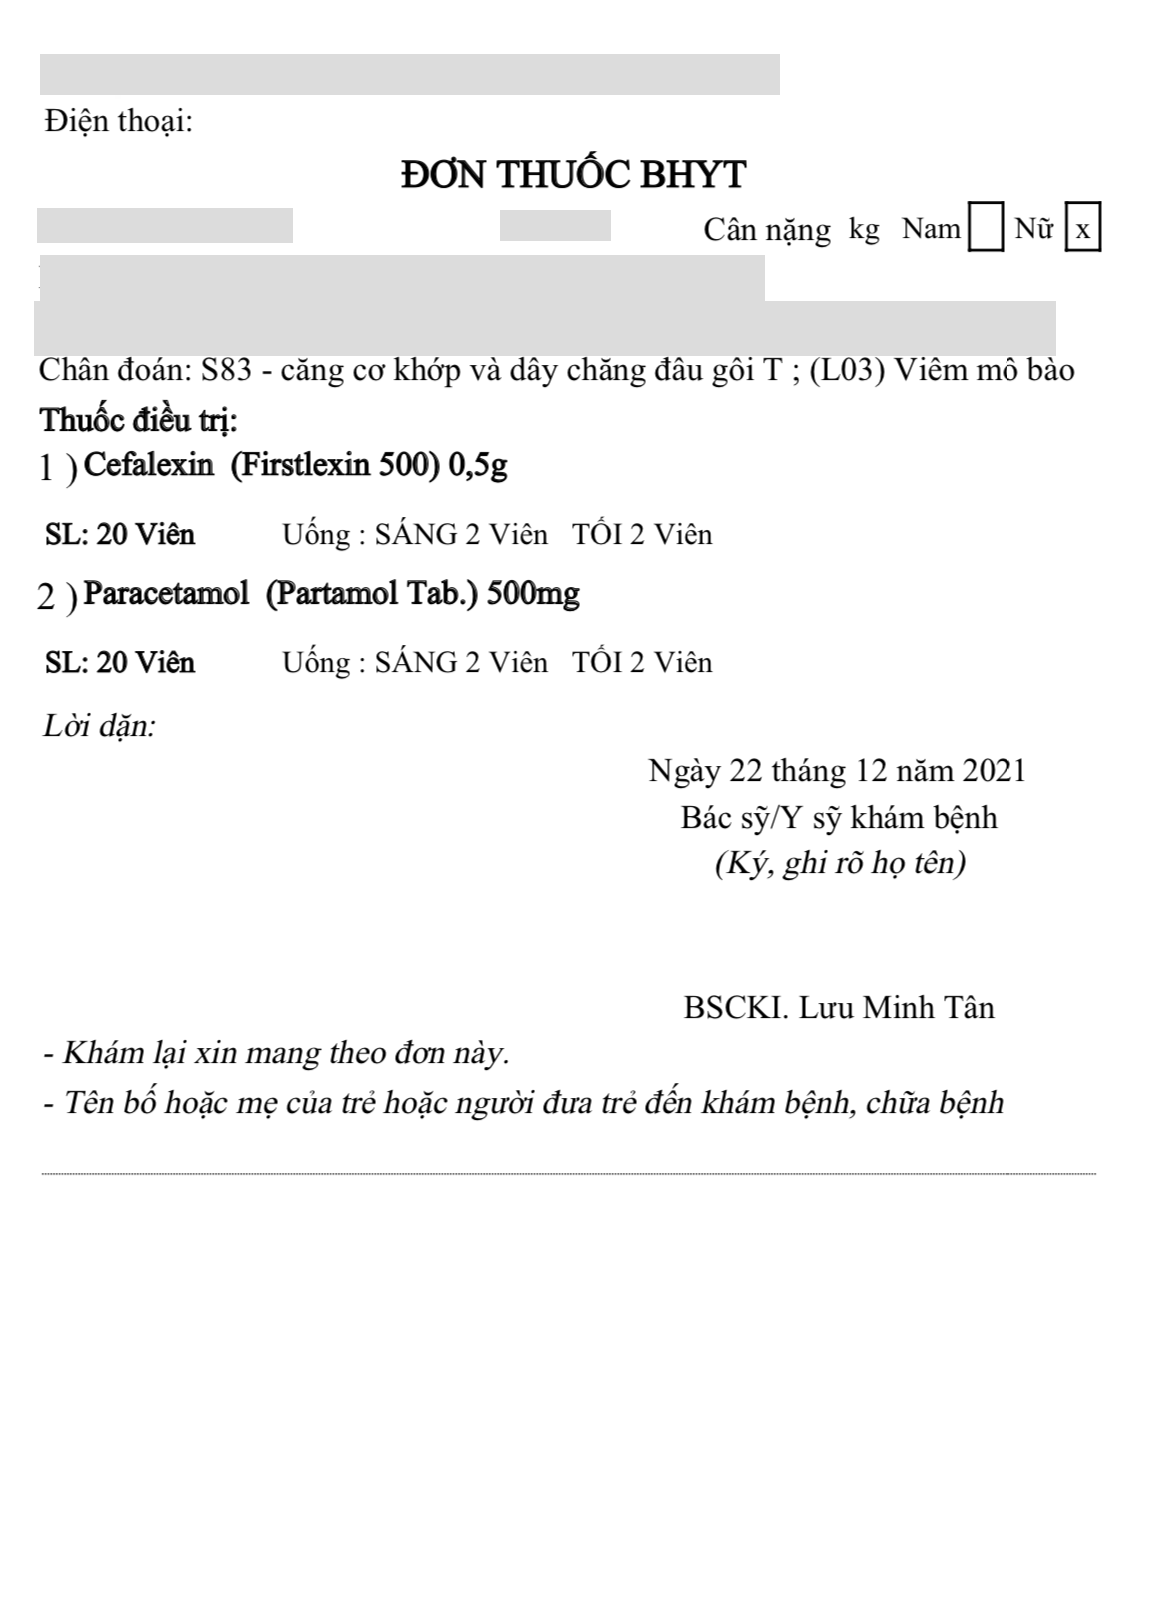 Điện thoại:
ĐƠN THUỐC BHYT
Cân nặng kg Nam Nữ x
Chân đoán: S83 - căng cơ khớp và dây chăng đâu gôi T ; (L03) Viêm mô bào
Thuốc điều trị:
1 ) Cefalexin (Firstlexin 500) 0,5g
SL: 20 Viên Uống : SÁNG 2 Viên TỐI 2 Viên
2 ) Paracetamol (Partamol Tab.) 500mg
SL: 20 Viên Uống : SÁNG 2 Viên TỐI 2 Viên
Lời dặn:
Ngày 22 tháng 12 năm 2021
Bác sỹ/Y sỹ khám bệnh
(Ký, ghi rõ họ tên)
BSCKI. Lưu Minh Tân
- Khám lại xin mang theo đơn này.
- Tên bố hoặc mẹ của trẻ hoặc người đưa trẻ đến khám bệnh, chữa bệnh